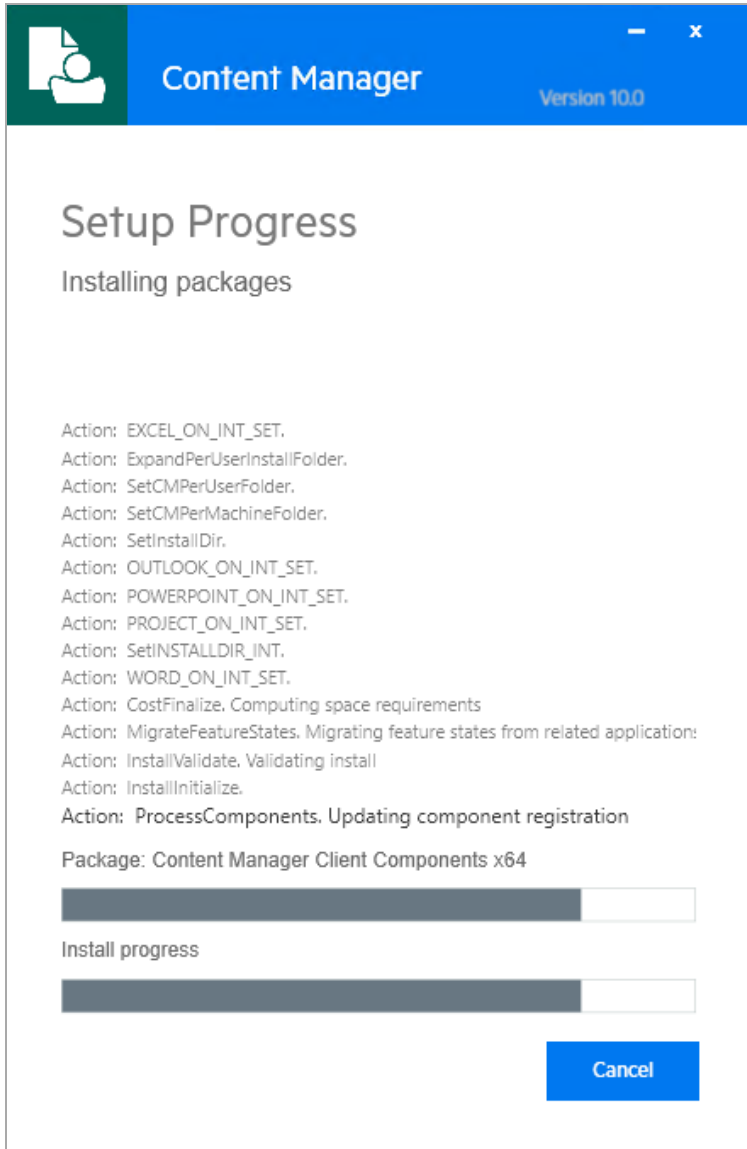 Content Manager
Version 10.0
Setup Progress
Installing packages
Action: EXCEL_ON_INT_SET.
Action: ExpandPerUserInstallFolder.
Action: SetCMPerUserFolder.
Action: SetCMPerMachineFolder.
Action: SetInstallDir.
Action: OUTLOOK_ON_INT_SET.
Action: POWERPOINT_ON_INT_SET.
Action: PROJECT_ON_INT_SET.
Action: SetINSTALLDIR_INT.
Action: WORD_ON_INT_SET.
Action: CostFinalize. Computing space requirements
Action: MigrateFeatureStates. Migrating feature states from related application
Action: InstallValidate. Validating install
Action: InstallInitialize.
Action: ProcessComponents. Updating component registration
Package: Content Manager Client Components x64
Install progress
Cancel